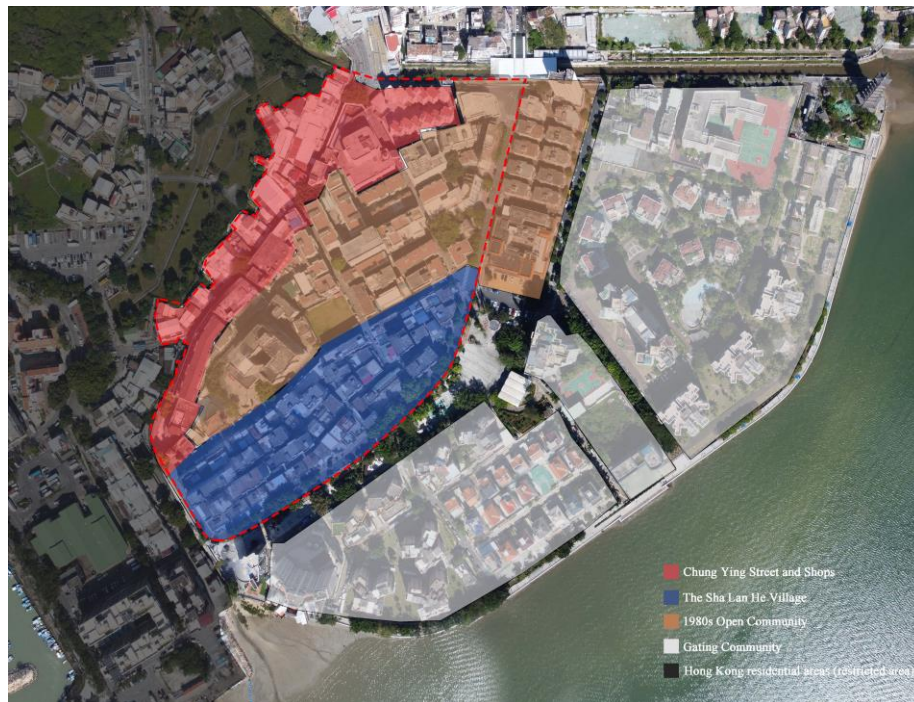 Chung Ying Street and Shops
The Sha Lan He Village
1980s Open Community
Gating Community
Hong Kong residential areas (restricted area)